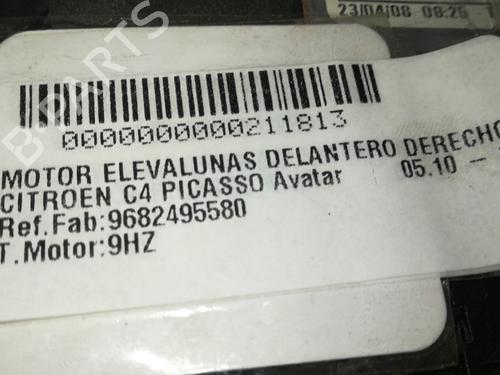 23/04/08 08:25
0000000000211813
MOTOR ELEVALUNAS DELANTERO DERECHO
CITROEN C4 PICASSO Avatar 05.10 –
Ref.Fab:9682495580
T.Motor:9HZ
B-PARTS